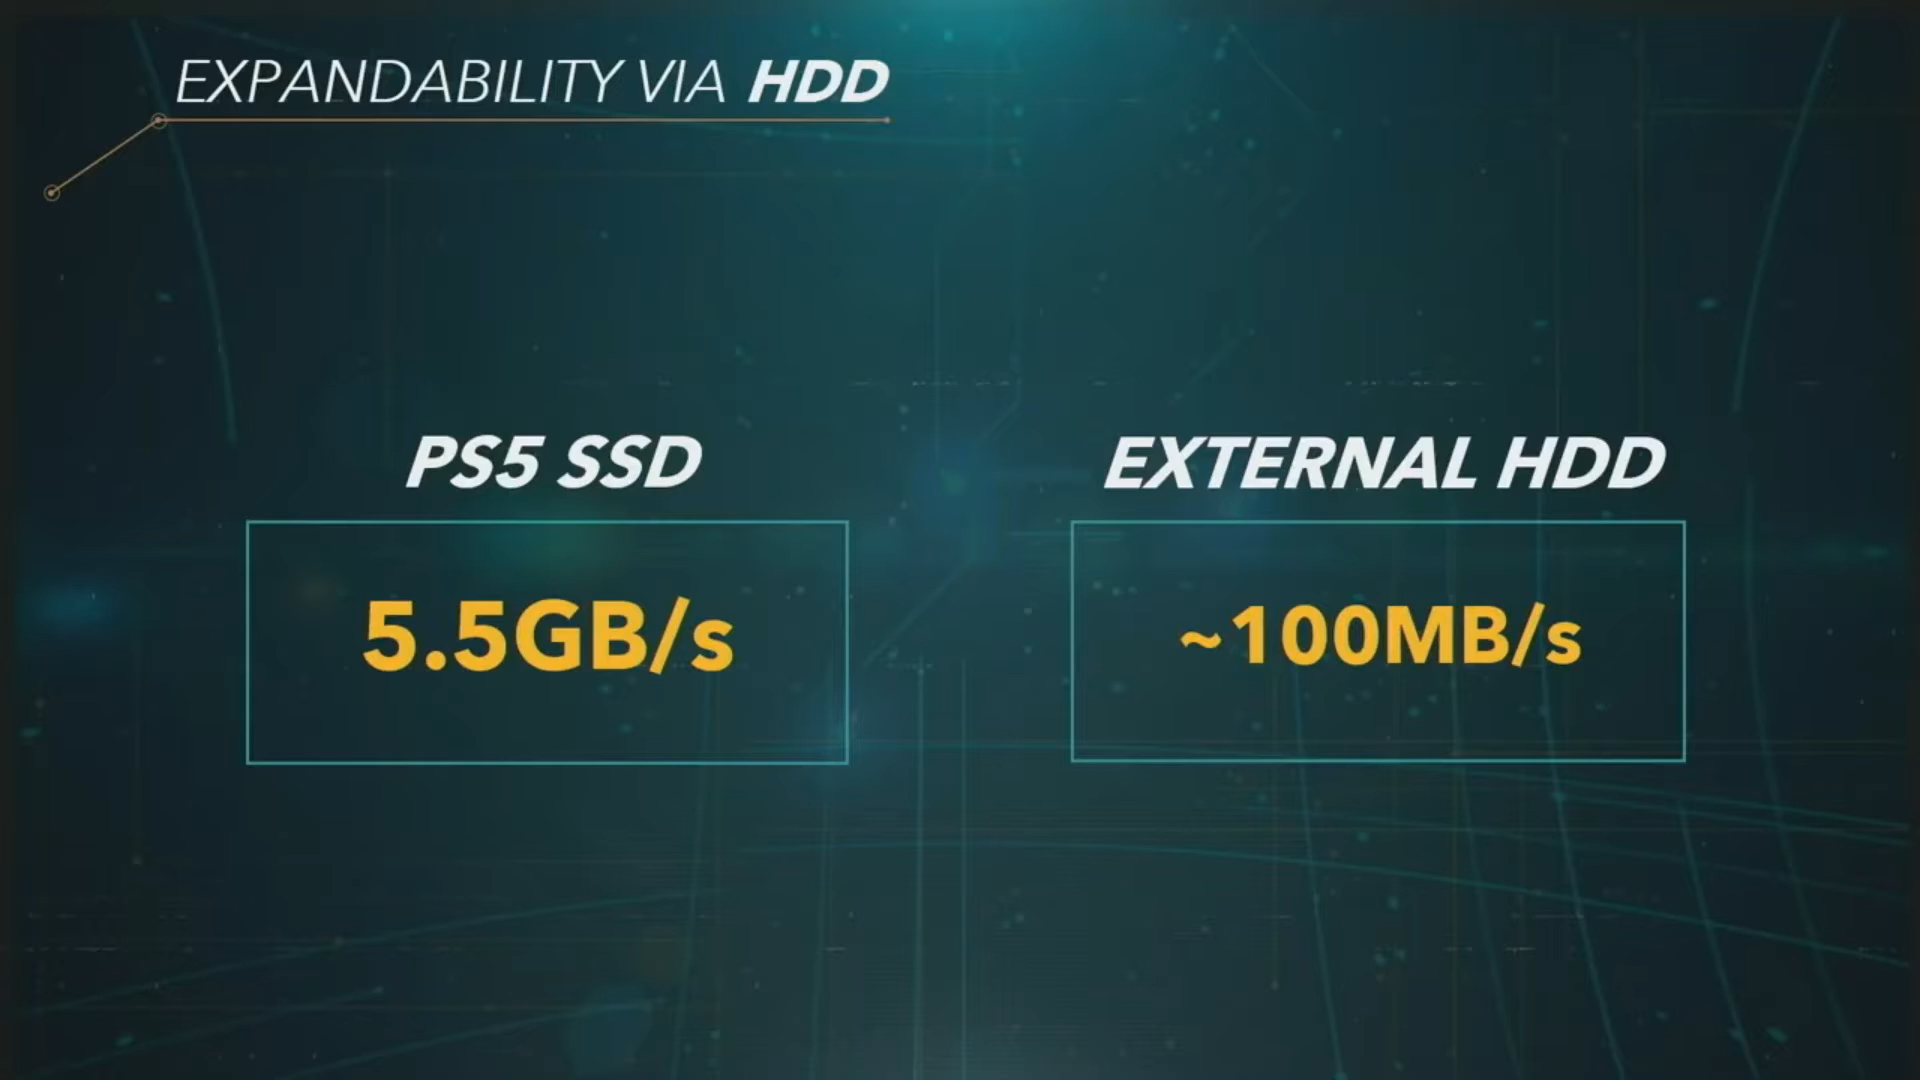 EXPANDABILITY VIA HDD
PS5 SSD
EXTERNAL HDD
5.5GB/s
~100MB/s